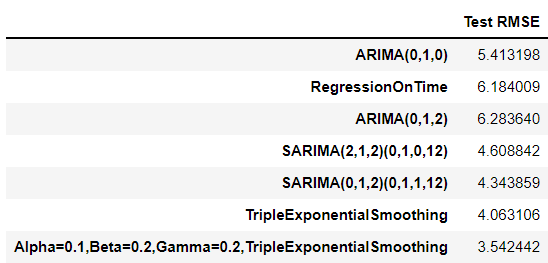 Test RMSE
ARIMA(0,1,0) 5.413198
RegressionOnTime 6.184009
ARIMA(0,1,2) 6.283640
SARIMA(2,1,2)(0,1,0,12) 4.608842
SARIMA(0,1,2)(0,1,1,12) 4.343859
TripleExponentialSmoothing 4.063106
Alpha=0.1,Beta=0.2,Gamma=0.2,TripleExponentialSmoothing 3.542442